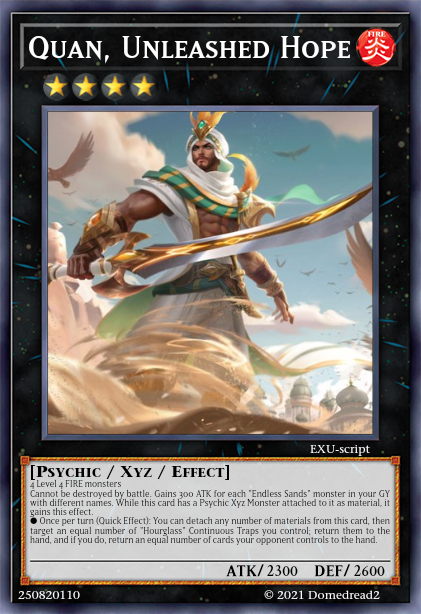 Quan, Unleashed Hope
FIRE
炎
EXU-script
[Psychic / Xyz / Effect]
4 Level 4 FIRE monsters
Cannot be destroyed by battle. Gains 300 ATK for each "Endless Sands" monster in your GY
with different names. While this card has a Psychic Xyz Monster attached to it as material, it
gains this effect.
● Once per turn (Quick Effect): You can detach any number of materials from this card, then
target an equal number of "Hourglass" Continuous Traps you control; return them to the
hand, and if you do, return an equal number of cards your opponent controls to the hand.
ATK/ 2300 DEF/ 2600
250820110 © 2021 Domedread2